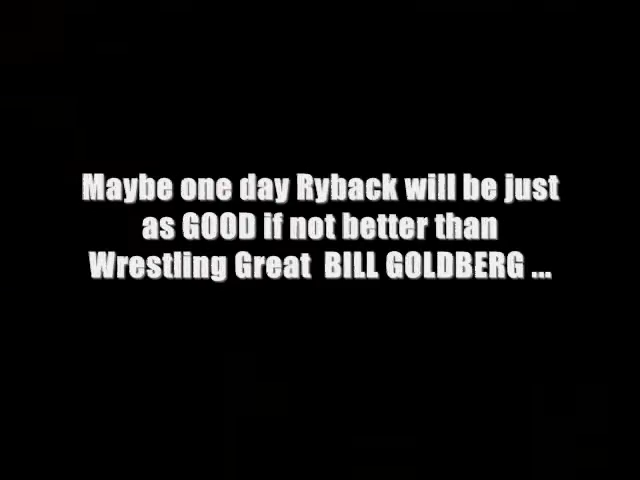 Maybe one day Ryback will be just
as GOOD if not better than
Wrestling Great  BILL GOLDBERG ...